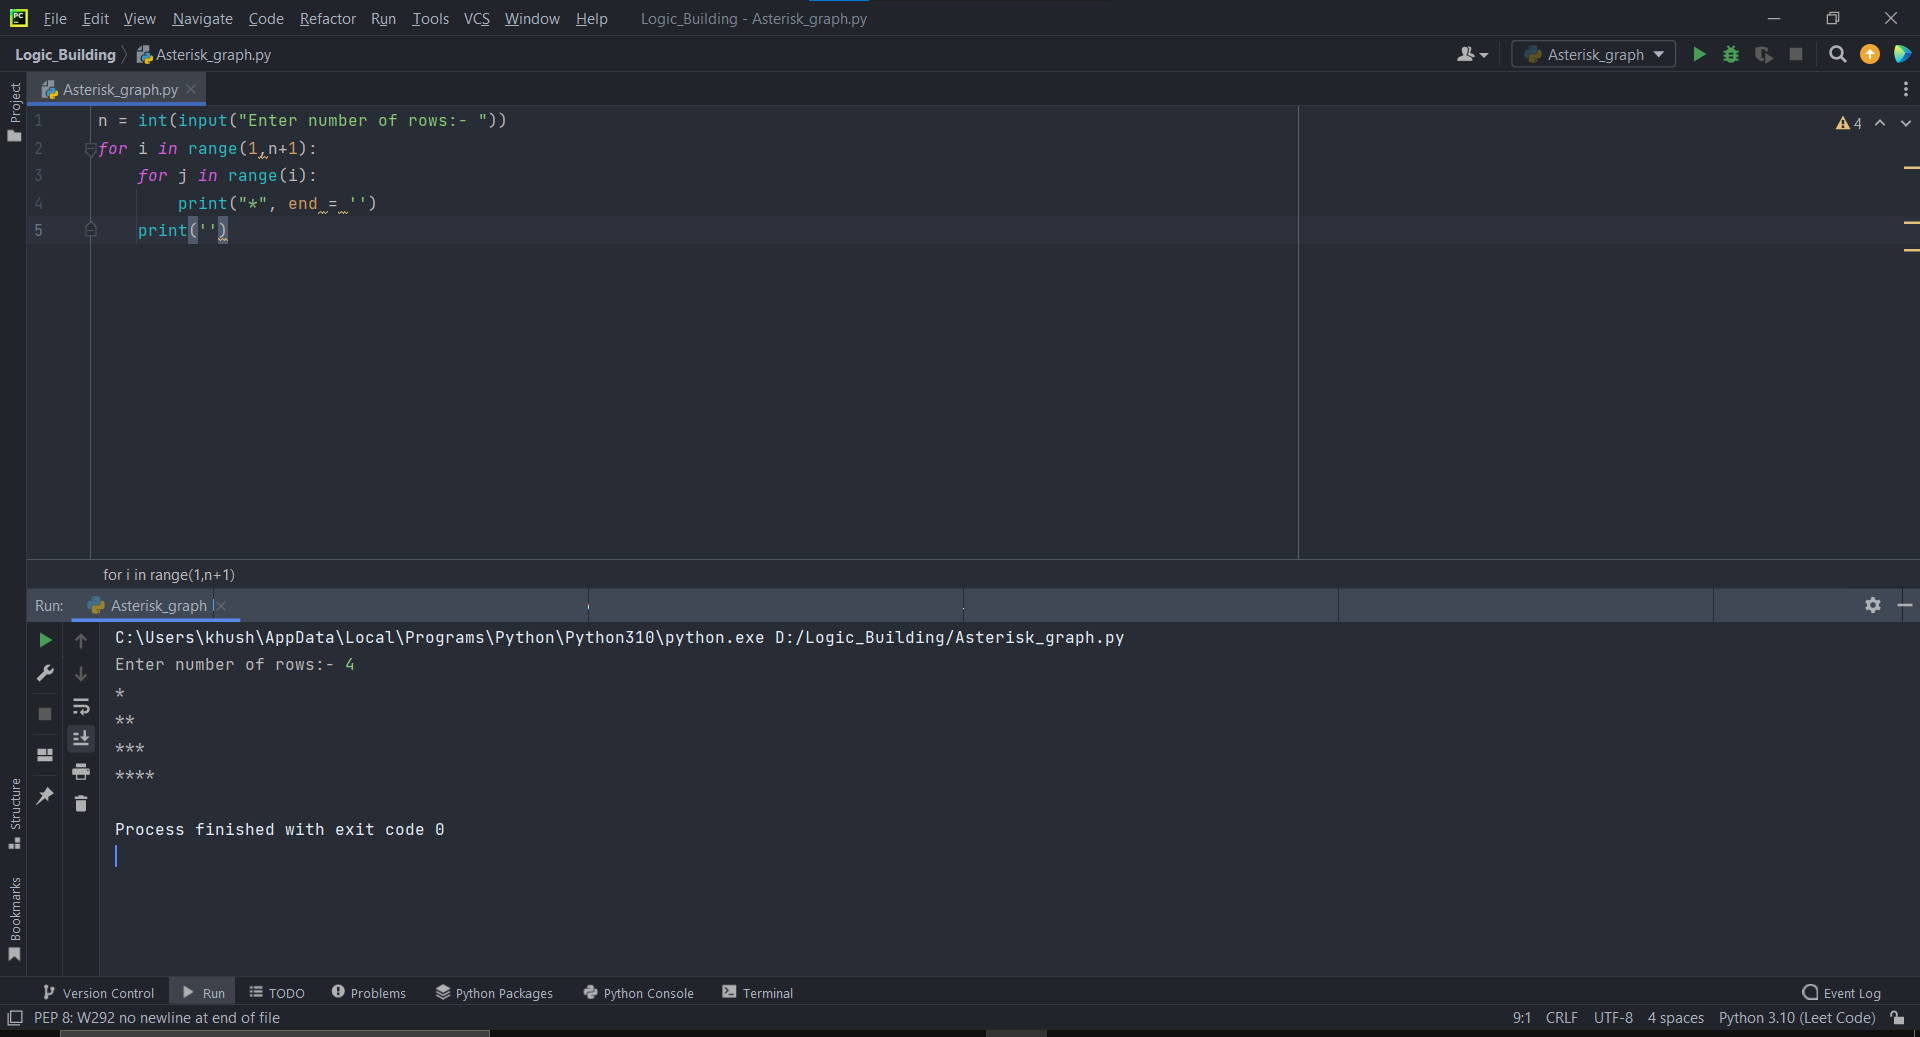 PC File Edit View Navigate Code Refactor Run Tools VCS Window Help Logic_Building - Asterisk_graph.py
Logic_Building Asterisk_graph.py Asterisk_graph
Project
Asterisk_graph.py
4
1 n = int(input("Enter number of rows:- "))
2 for i in range(1,n+1):
3     for j in range(i):
4         print("*", end = '')
5     print('')
for i in range(1,n+1)
Run: Asterisk_graph
C:\Users\khush\AppData\Local\Programs\Python\Python310\python.exe D:/Logic_Building/Asterisk_graph.py
Enter number of rows:- 4
*
**
***
****
Process finished with exit code 0
Structure
Bookmarks
Version Control Run TODO Problems Python Packages Python Console Terminal Event Log
PEP 8: W292 no newline at end of file 9:1 CRLF UTF-8 4 spaces Python 3.10 (Leet Code)